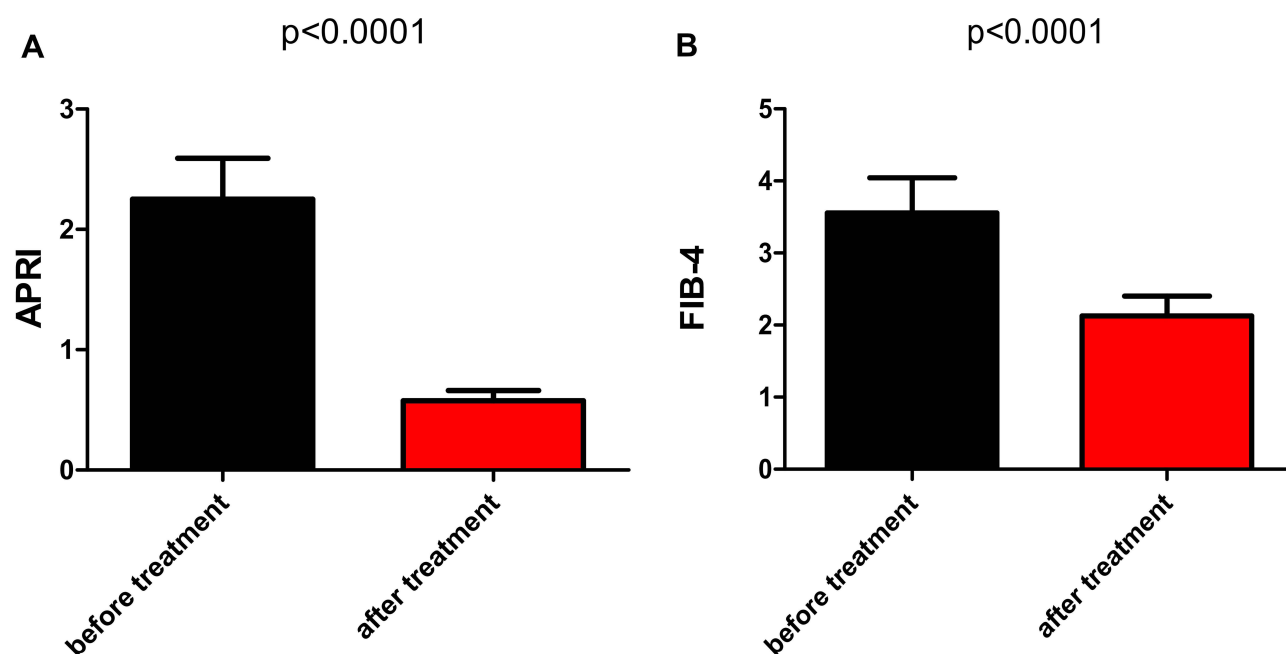 A
p<0.0001
3
2
1
0
APRI
before treatment
after treatment
B
p<0.0001
5
4
3
2
1
0
FIB-4
before treatment
after treatment